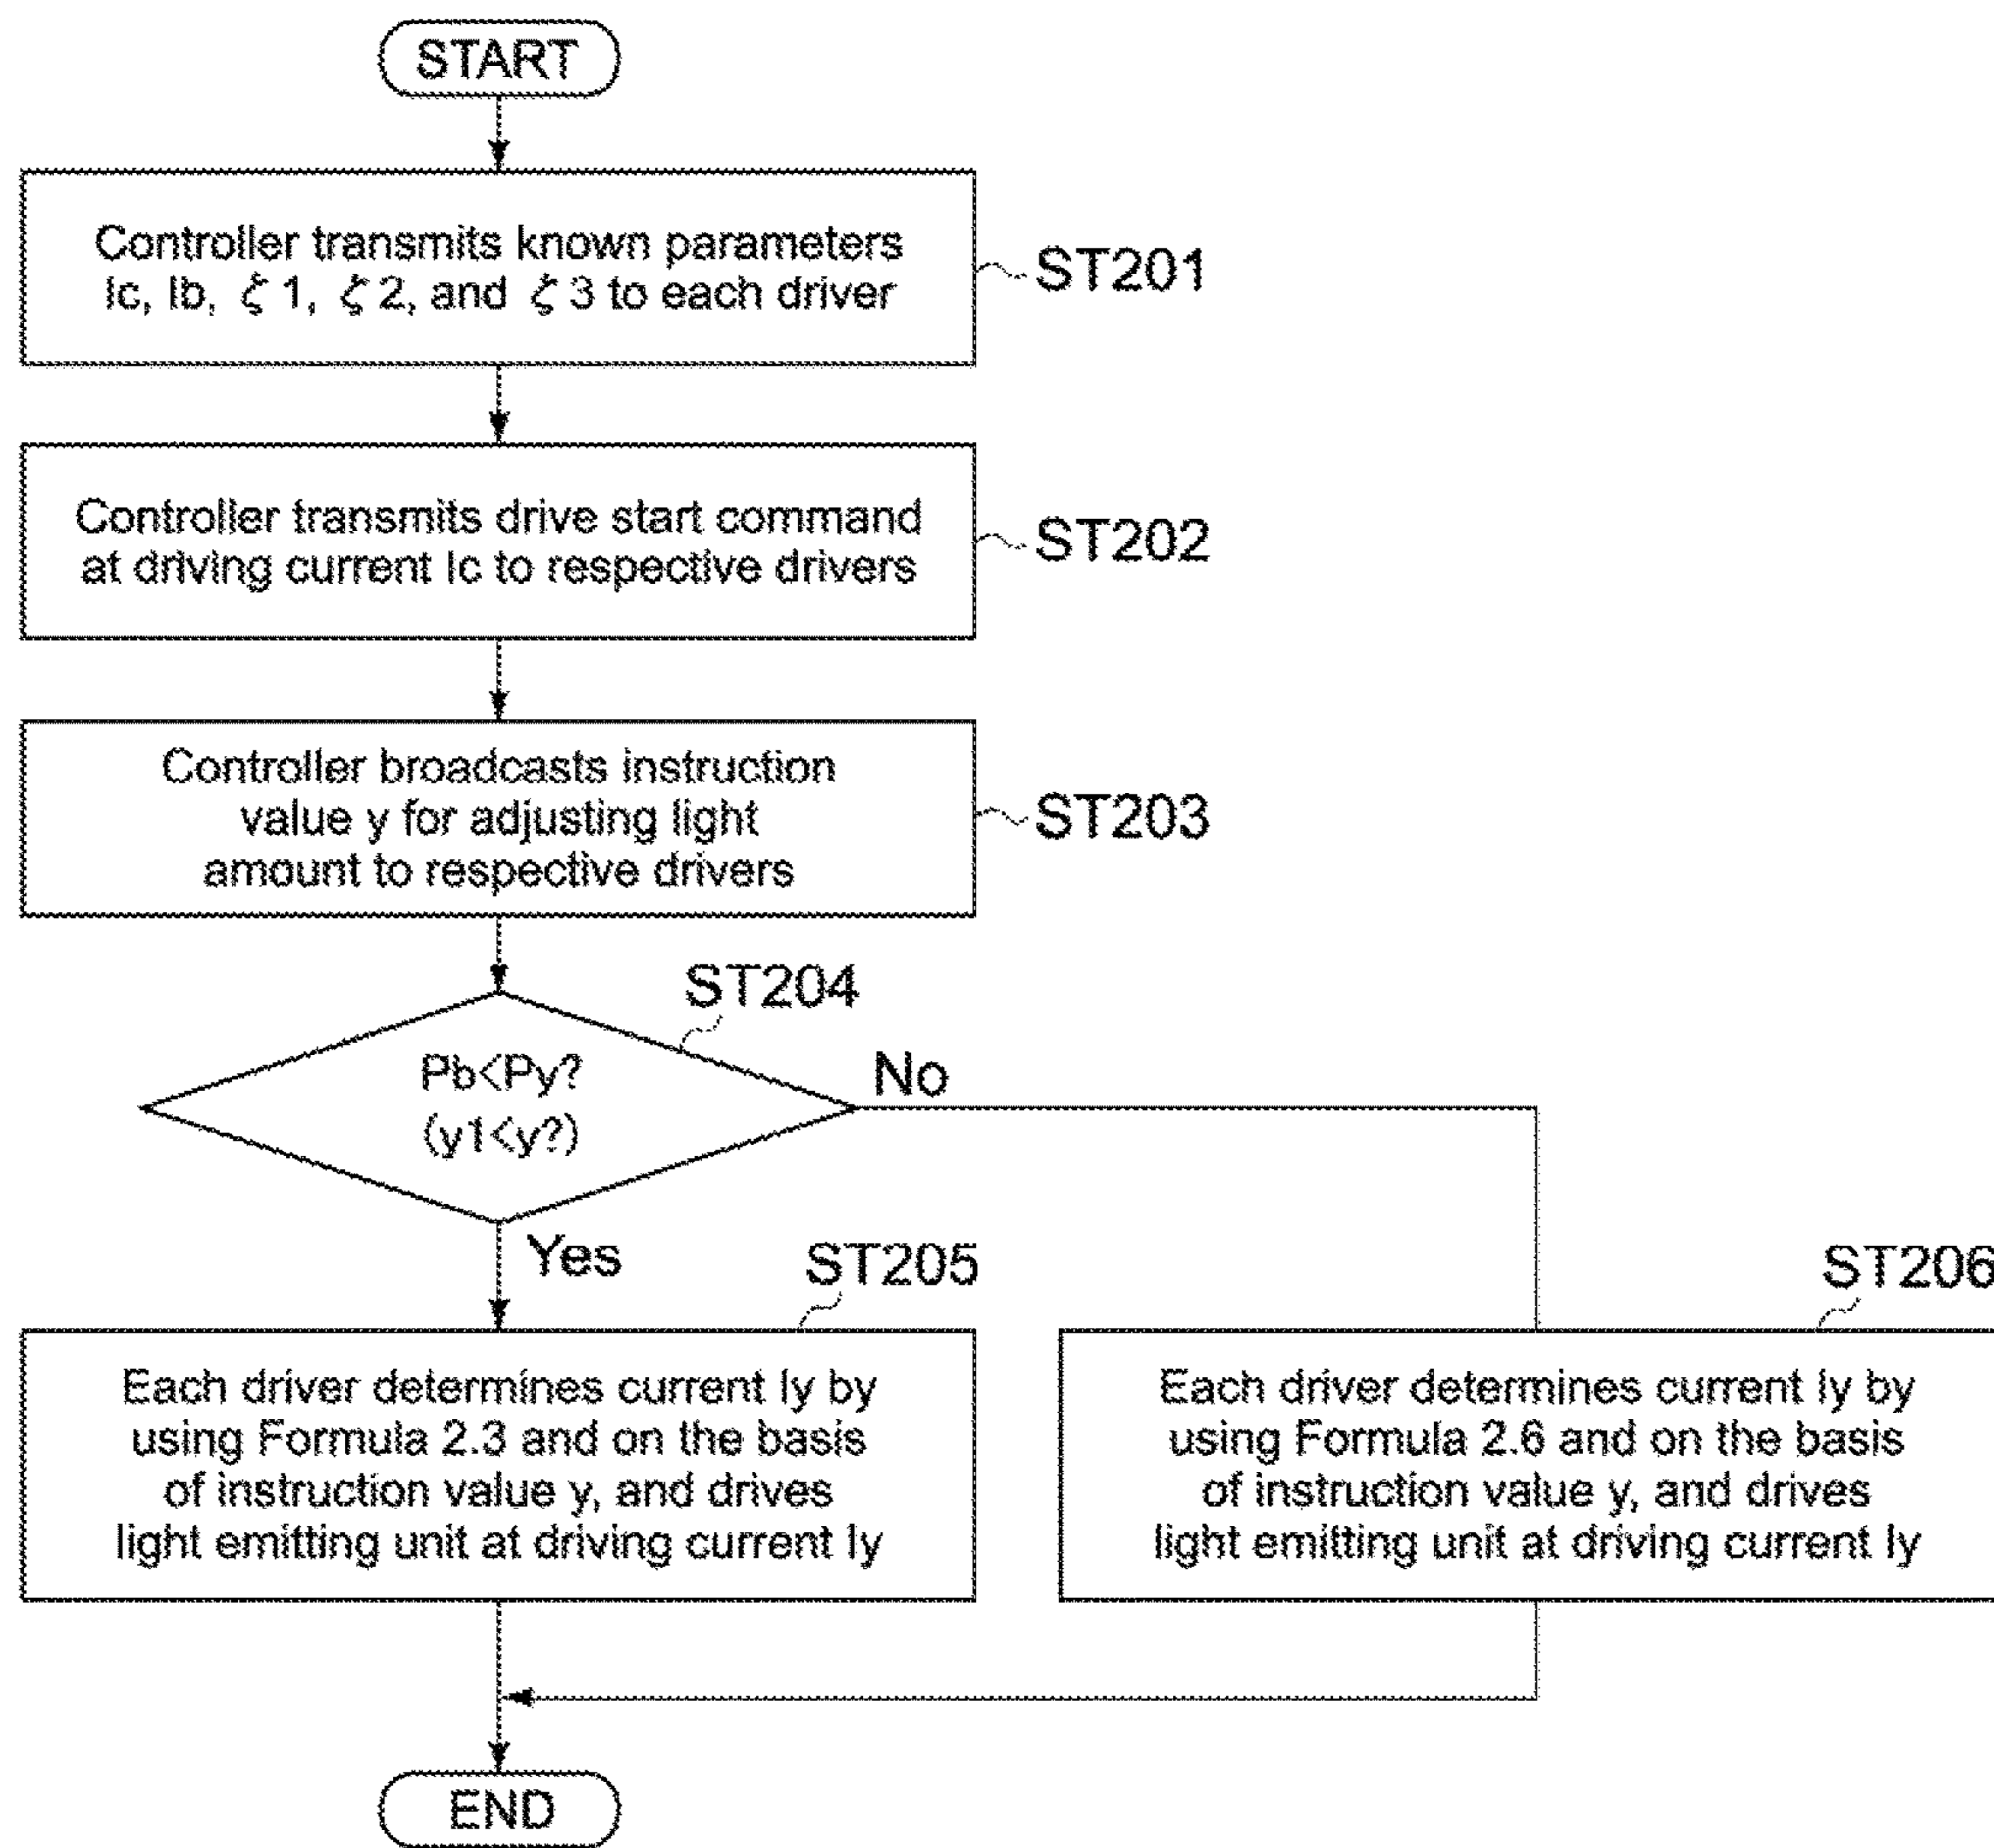 START
Controller transmits known parameters
Ic, Ib, ζ1, ζ2, and ζ3 to each driver
ST201
Controller transmits drive start command
at driving current Ic to respective drivers
ST202
Controller broadcasts instruction
value y for adjusting light
amount to respective drivers
ST203
ST204
Pb<Py?
(y1<y?)
No
Yes
ST205
Each driver determines current Iy by
using Formula 2.3 and on the basis
of instruction value y, and drives
light emitting unit at driving current Iy
ST206
Each driver determines current Iy by
using Formula 2.6 and on the basis
of instruction value y, and drives
light emitting unit at driving current Iy
END